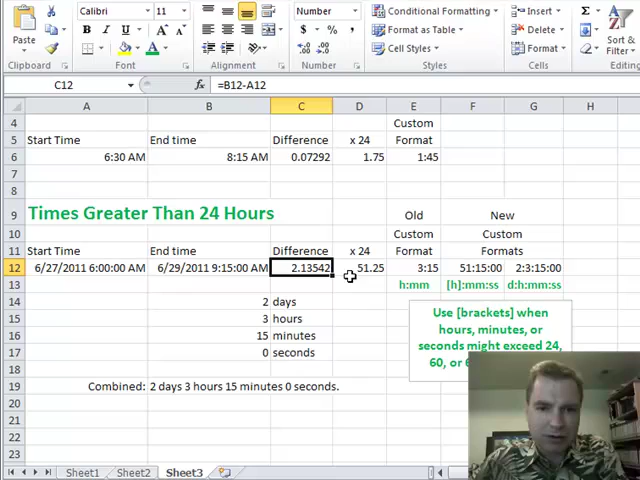 Calibri 11 General Conditional Formatting Insert Σ
Paste B I U A $ % , Format as Table Delete Sort &
Cell Styles Format Filter
Clipboard Font Alignment Number Styles Cells
C12 fx =B12-A12
A B C D E F G H
4 Custom
5 Start Time End time Difference x 24 Format
6 6:30 AM 8:15 AM 0.07292 1.75 1:45
7
8
9 Times Greater Than 24 Hours Old New
10 Custom Custom
11 Start Time End time Difference x 24 Format Formats
12 6/27/2011 6:00:00 AM 6/29/2011 9:15:00 AM 2.13542 51.25 3:15 51:15:00 2:3:15:00
13 h:mm [h]:mm:ss d:h:mm:ss
14 2 days
15 3 hours
16 15 minutes
17 0 seconds
18
19 Combined: 2 days 3 hours 15 minutes 0 seconds.
20
21
22
23
Use [brackets] when
hours, minutes, or
seconds might exceed 24,
60, or
Sheet1 Sheet2 Sheet3